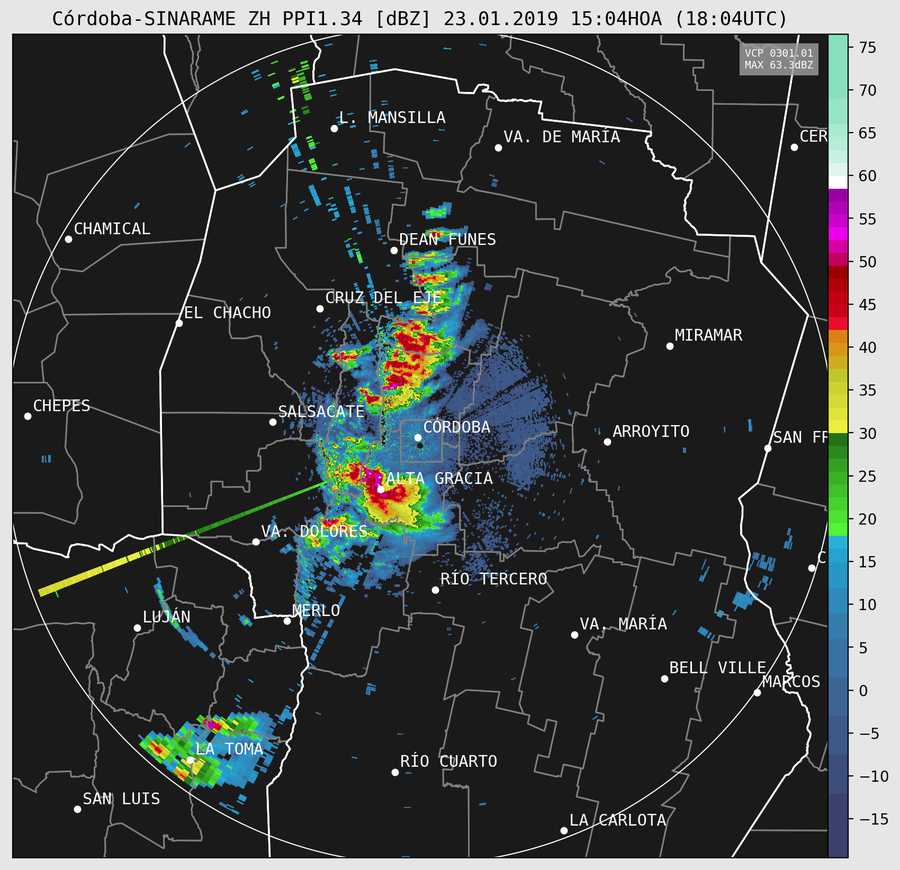 Córdoba-SINARAME ZH PPI1.34 [dBZ] 23.01.2019 15:04HOA (18:04UTC)
VCP 0301.01
MAX 63.3dBZ
75
70
65
60
55
50
45
40
35
30
25
20
15
10
5
0
−5
−10
−15
L. MANSILLA
VA. DE MARÍA
CER
CHAMICAL
DEAN FUNES
CRUZ DEL EJE
EL CHACHO
MIRAMAR
CHEPES
SALSACATE
CÓRDOBA
ARROYITO
SAN FR
ALTA GRACIA
VA. DOLORES
C
RÍO TERCERO
LUJÁN
MERLO
VA. MARÍA
BELL VILLE
MARCOS
LA TOMA
RÍO CUARTO
SAN LUIS
LA CARLOTA